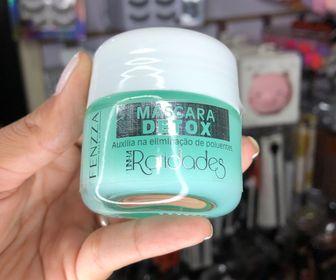 FENZZA
MÁSCARA
DETOX
Auxilia na eliminação de poluentes
Raridades